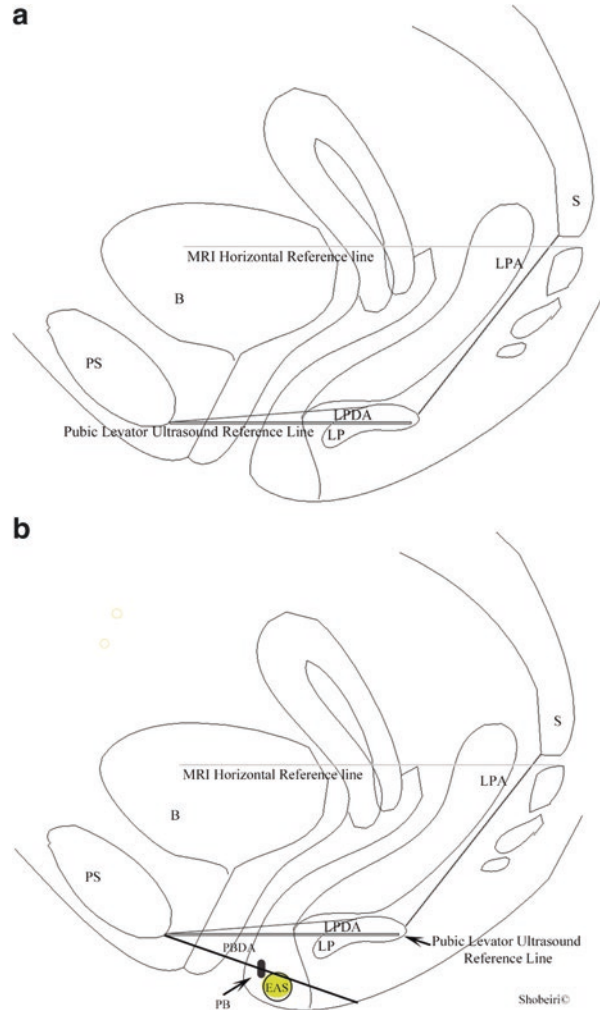 a
S
MRI Horizontal Reference line
LPA
B
PS
LPDA
Pubic Levator Ultrasound Reference Line
LP
b
S
MRI Horizontal Reference line
LPA
B
PS
LPDA
PBDA
LP
Pubic Levator Ultrasound
Reference Line
EAS
PB
Shobeiri©